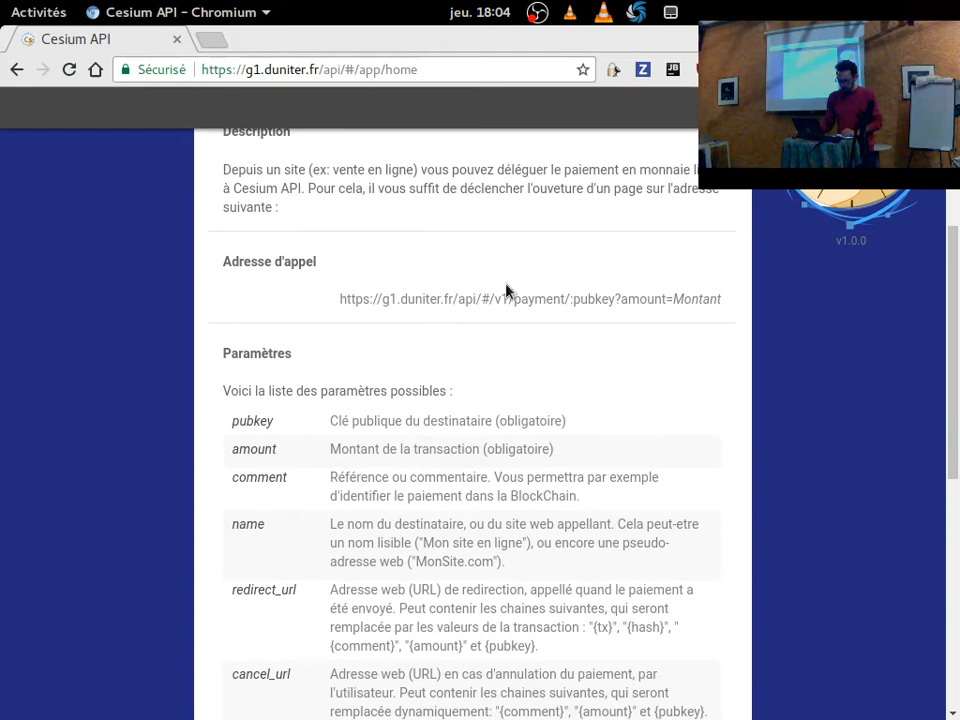 Activités
Cesium API - Chromium
jeu. 18:04
Cesium API
Sécurisé
https://g1.duniter.fr/api/#/app/home
Description
Depuis un site (ex: vente en ligne) vous pouvez déléguer le paiement en monnaie
à Cesium API. Pour cela, il vous suffit de déclencher l'ouveture d'un page sur l'adresse
suivante :
v1.0.0
Adresse d'appel
https://g1.duniter.fr/api/#/v1/payment/:pubkey?amount=Montant
Paramètres
Voici la liste des paramètres possibles :
pubkey Clé publique du destinataire (obligatoire)
amount Montant de la transaction (obligatoire)
comment Référence ou commentaire. Vous permettra par exemple
d'identifier le paiement dans la BlockChain.
name Le nom du destinataire, ou du site web appellant. Cela peut-etre
un nom lisible ("Mon site en ligne"), ou encore une pseudo-
adresse web ("MonSite.com").
redirect_url Adresse web (URL) de redirection, appellé quand le paiement a
été envoyé. Peut contenir les chaines suivantes, qui seront
remplacée par les valeurs de la transaction : "{tx}", "{hash}", "
{comment}", "{amount}" et {pubkey}.
cancel_url Adresse web (URL) en cas d'annulation du paiement, par
l'utilisateur. Peut contenir les chaines suivantes, qui seront
remplacée dynamiquement: "{comment}", "{amount}" et {pubkey}.